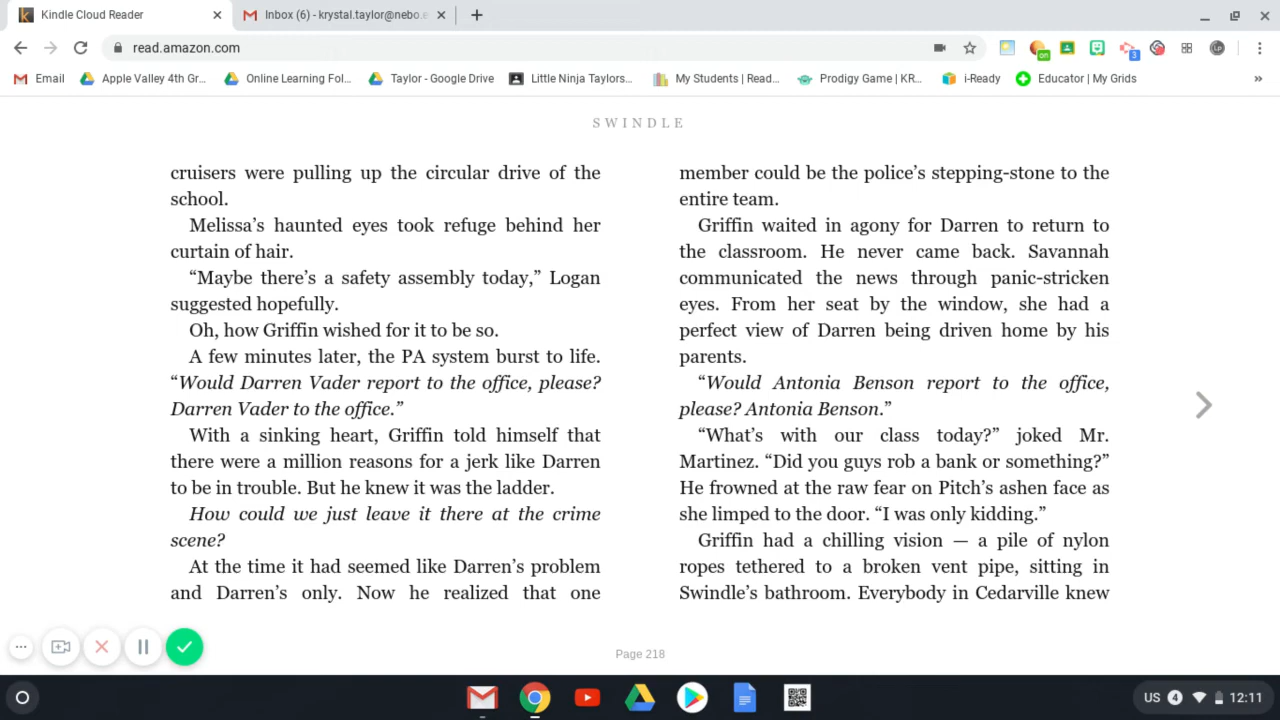 Kindle Cloud Reader
Inbox (6) - krystal.taylor@nebo.e
read.amazon.com
on
3
LP
Email
Apple Valley 4th Gr...
Online Learning Fol...
Taylor - Google Drive
Little Ninja Taylors...
My Students | Read...
Prodigy Game | KR...
i-Ready
Educator | My Grids
»
SWINDLE
cruisers were pulling up the circular drive of the
school.
Melissa’s haunted eyes took refuge behind her
curtain of hair.
“Maybe there’s a safety assembly today,” Logan
suggested hopefully.
Oh, how Griffin wished for it to be so.
A few minutes later, the PA system burst to life.
“Would Darren Vader report to the office, please?
Darren Vader to the office.”
With a sinking heart, Griffin told himself that
there were a million reasons for a jerk like Darren
to be in trouble. But he knew it was the ladder.
How could we just leave it there at the crime
scene?
At the time it had seemed like Darren’s problem
and Darren’s only. Now he realized that one
member could be the police’s stepping-stone to the
entire team.
Griffin waited in agony for Darren to return to
the classroom. He never came back. Savannah
communicated the news through panic-stricken
eyes. From her seat by the window, she had a
perfect view of Darren being driven home by his
parents.
“Would Antonia Benson report to the office,
please? Antonia Benson.”
“What’s with our class today?” joked Mr.
Martinez. “Did you guys rob a bank or something?”
He frowned at the raw fear on Pitch’s ashen face as
she limped to the door. “I was only kidding.”
Griffin had a chilling vision — a pile of nylon
ropes tethered to a broken vent pipe, sitting in
Swindle’s bathroom. Everybody in Cedarville knew
Page 218
US 4 12:11